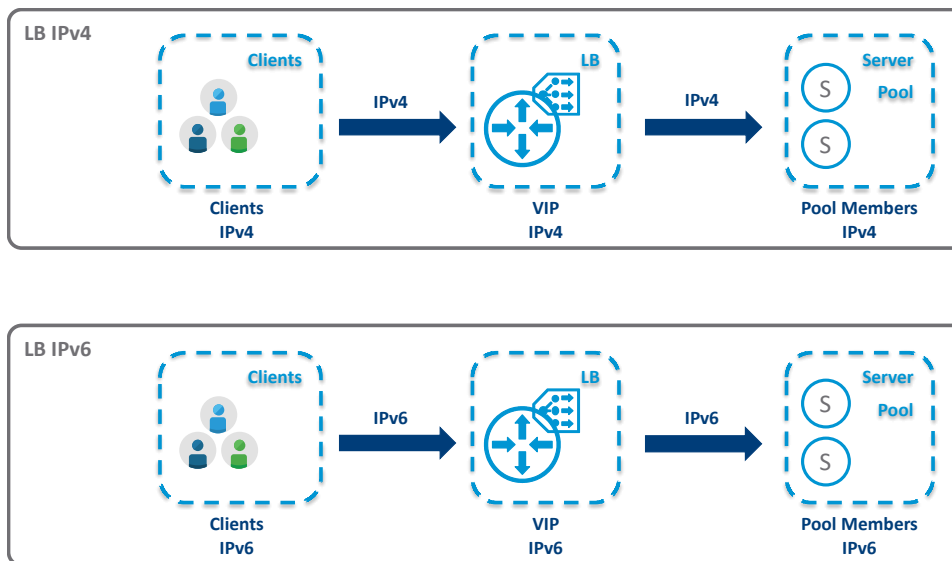 LB IPv4
Clients
LB
Server
Pool
S
S
IPv4
IPv4
Clients
IPv4
VIP
IPv4
Pool Members
IPv4
LB IPv6
Clients
LB
Server
Pool
S
S
IPv6
IPv6
Clients
IPv6
VIP
IPv6
Pool Members
IPv6